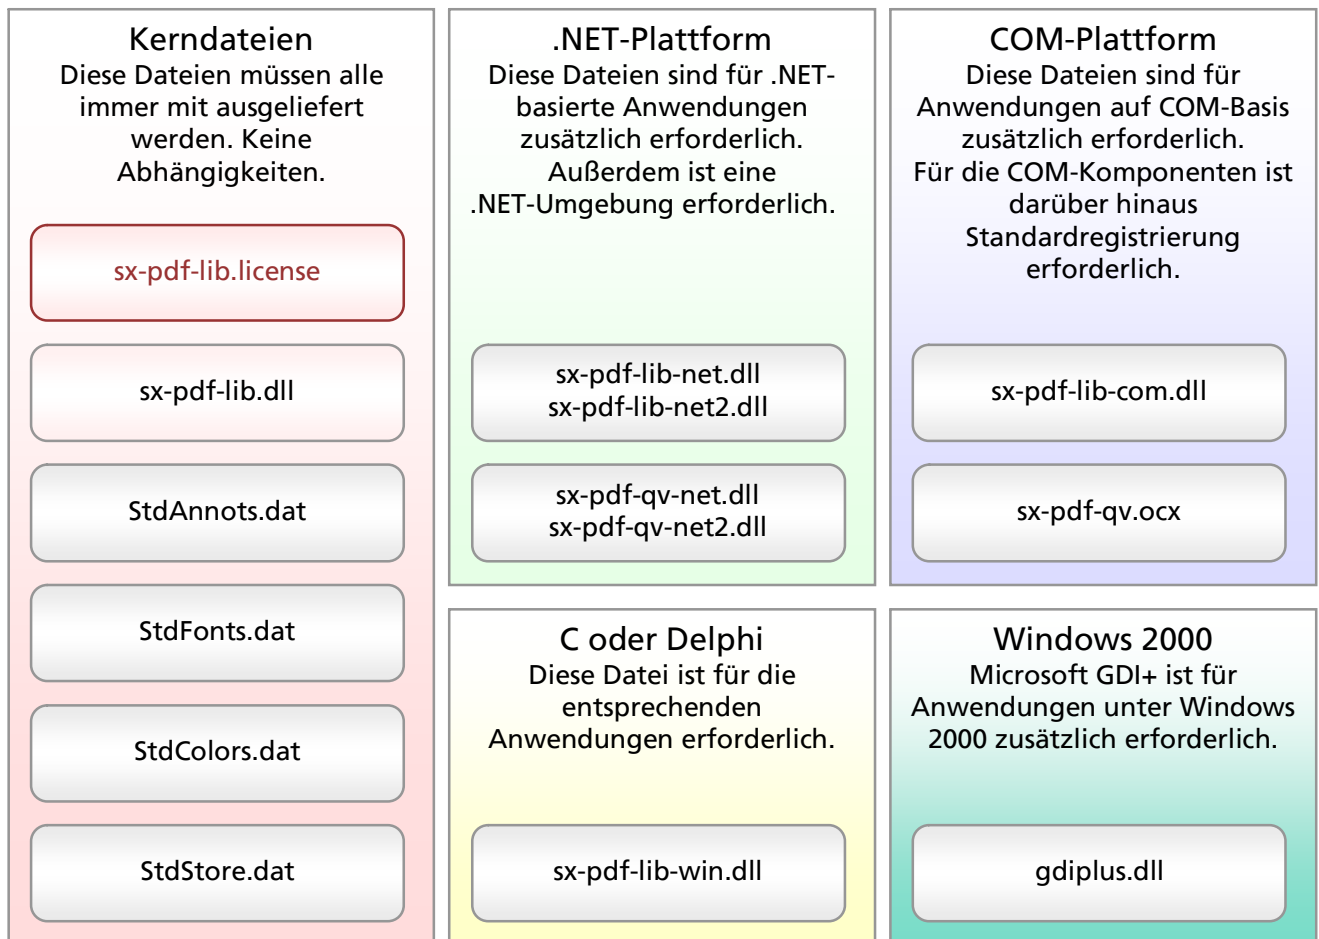 Kerndateien
Diese Dateien müssen alle
immer mit ausgeliefert
werden. Keine
Abhängigkeiten.
sx-pdf-lib.license
sx-pdf-lib.dll
StdAnnots.dat
StdFonts.dat
StdColors.dat
StdStore.dat
.NET-Plattform
Diese Dateien sind für .NET-
basierte Anwendungen
zusätzlich erforderlich.
Außerdem ist eine
.NET-Umgebung erforderlich.
sx-pdf-lib-net.dll
sx-pdf-lib-net2.dll
sx-pdf-qv-net.dll
sx-pdf-qv-net2.dll
COM-Plattform
Diese Dateien sind für
Anwendungen auf COM-Basis
zusätzlich erforderlich.
Für die COM-Komponenten ist
darüber hinaus
Standardregistrierung
erforderlich.
sx-pdf-lib-com.dll
sx-pdf-qv.ocx
C oder Delphi
Diese Datei ist für die
entsprechenden
Anwendungen erforderlich.
sx-pdf-lib-win.dll
Windows 2000
Microsoft GDI+ ist für
Anwendungen unter Windows
2000 zusätzlich erforderlich.
gdiplus.dll